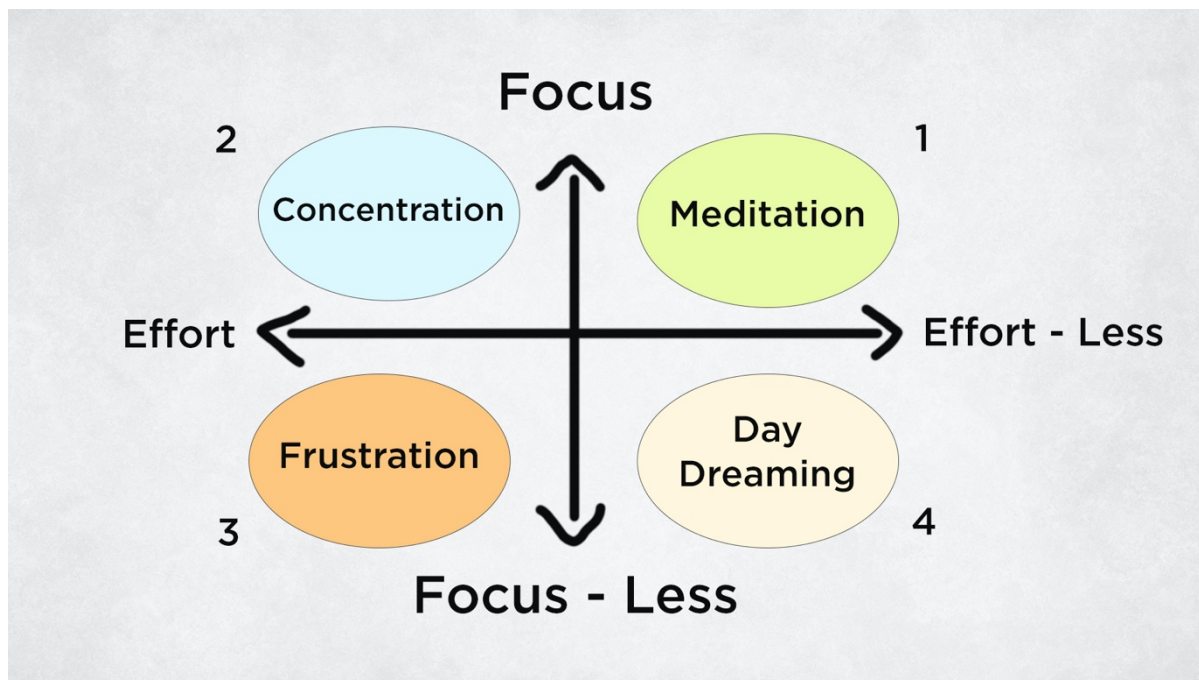 Focus
2
1
Concentration
Meditation
Effort
Effort - Less
Frustration
Day
Dreaming
3
4
Focus - Less